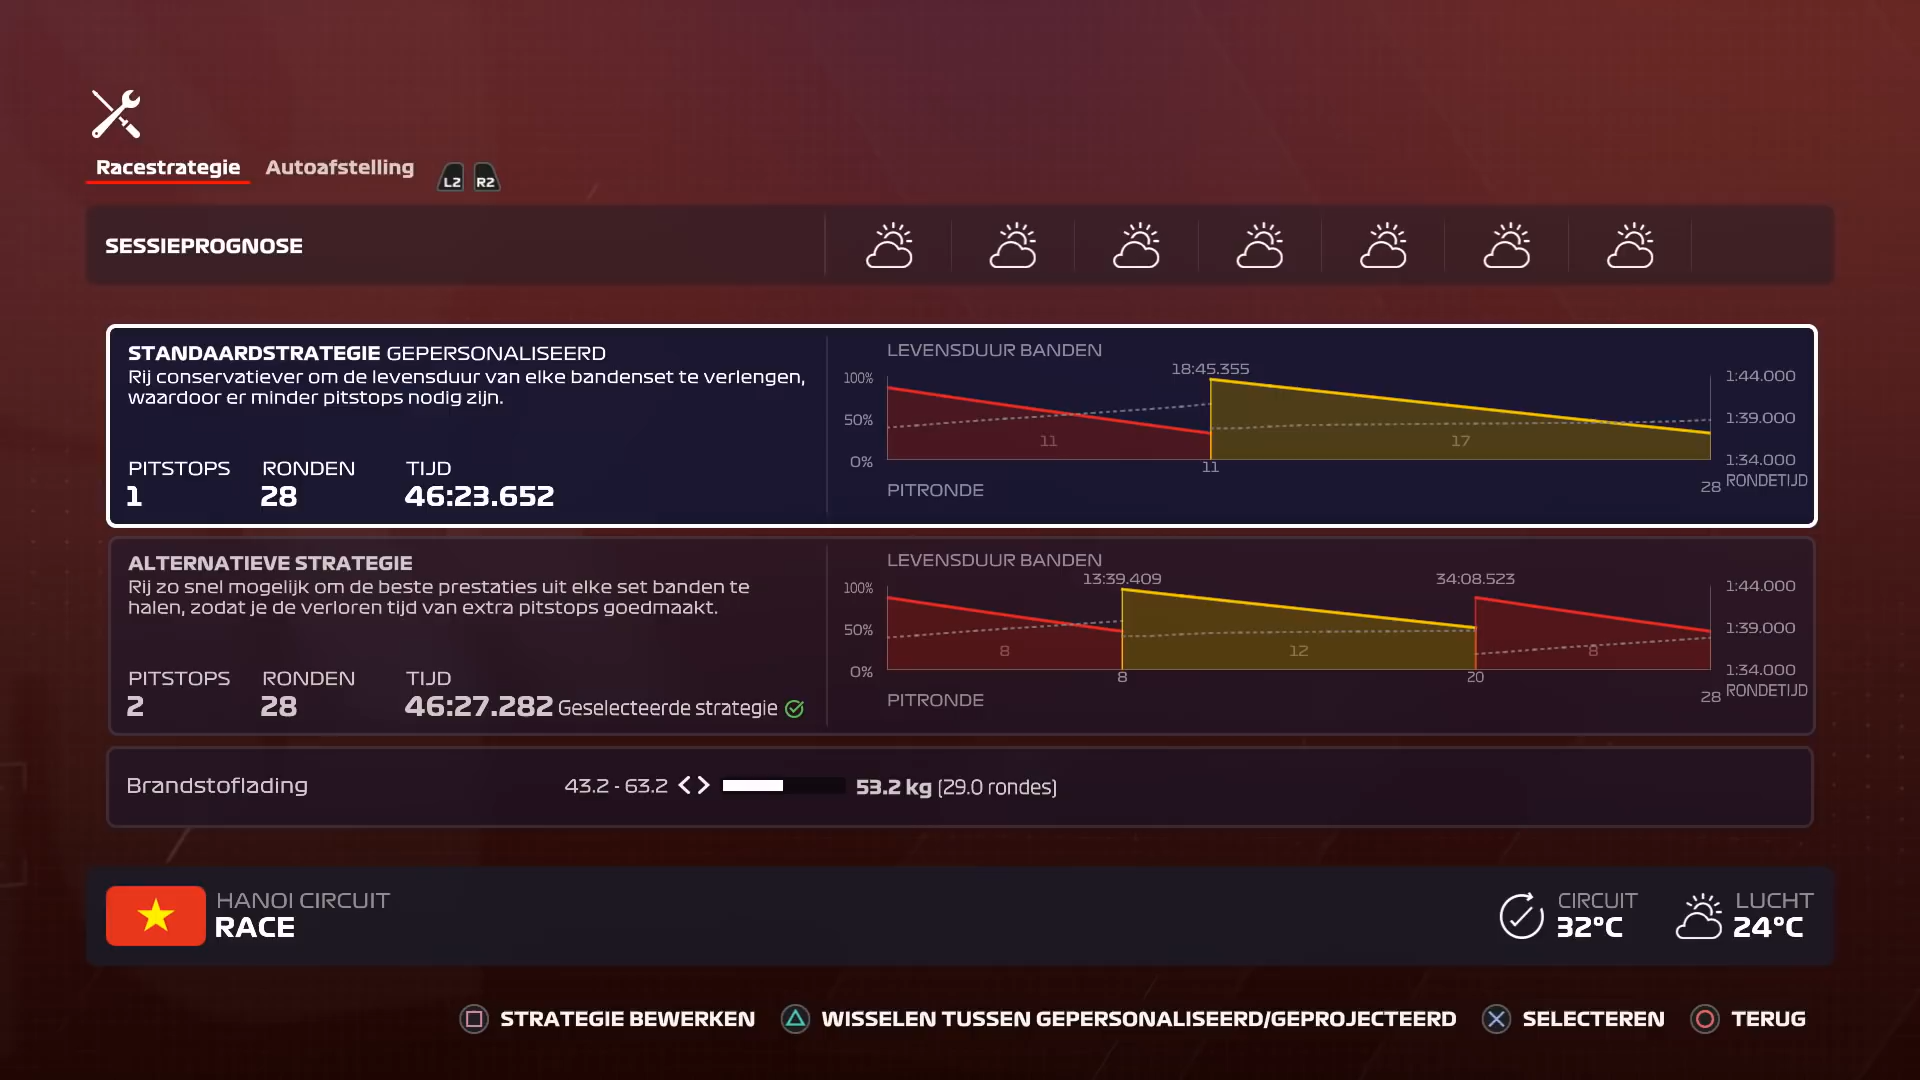 Racestrategie Autoafstelling L2 R2
SESSIEPROGNOSE
STANDAARDSTRATEGIE GEPERSONALISEERD
Rij conservatiever om de levensduur van elke bandenset te verlengen,
waardoor er minder pitstops nodig zijn.
PITSTOPS RONDEN TIJD
1 28 46:23.652
LEVENSDUUR BANDEN
18:45.355
100% 1:44.000
50% 1:39.000
11 17
0% 1:34.000
11
PITRONDE 28 RONDETIJD
ALTERNATIEVE STRATEGIE
Rij zo snel mogelijk om de beste prestaties uit elke set banden te
halen, zodat je de verloren tijd van extra pitstops goedmaakt.
PITSTOPS RONDEN TIJD
2 28 46:27.282 Geselecteerde strategie
LEVENSDUUR BANDEN
13:39.409 34:08.523
100% 1:44.000
50% 1:39.000
8 12 8
0% 1:34.000
8 20
PITRONDE 28 RONDETIJD
Brandstoflading 43.2 - 63.2 53.2 kg (29.0 rondes)
HANOI CIRCUIT
RACE
CIRCUIT
32°C
LUCHT
24°C
STRATEGIE BEWERKEN WISSELEN TUSSEN GEPERSONALISEERD/GEPROJECTEERD SELECTEREN TERUG